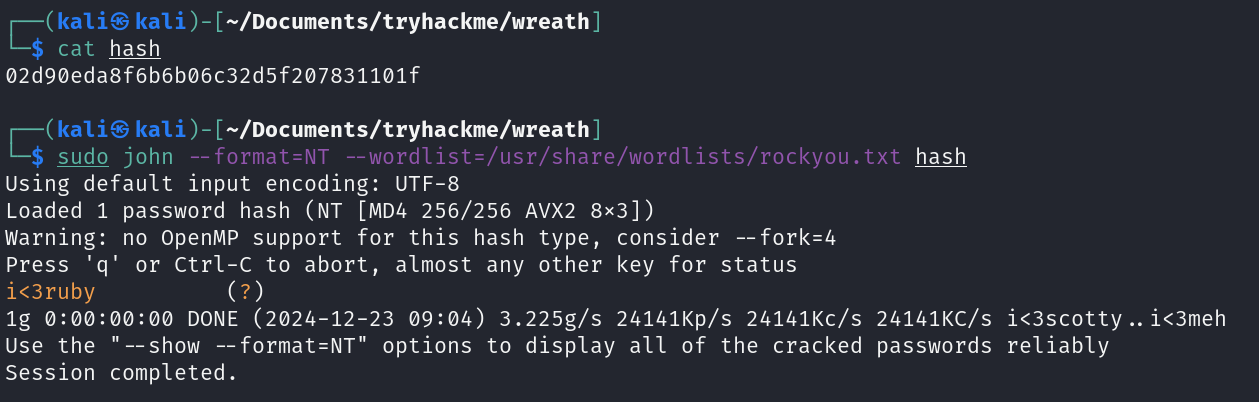 ┌──(kali㉿kali)-[~/Documents/tryhackme/wreath]
└─$ cat hash
02d90eda8f6b6b06c32d5f207831101f
┌──(kali㉿kali)-[~/Documents/tryhackme/wreath]
└─$ sudo john --format=NT --wordlist=/usr/share/wordlists/rockyou.txt hash
Using default input encoding: UTF-8
Loaded 1 password hash (NT [MD4 256/256 AVX2 8x3])
Warning: no OpenMP support for this hash type, consider --fork=4
Press 'q' or Ctrl-C to abort, almost any other key for status
i<3ruby          (?)
1g 0:00:00:00 DONE (2024-12-23 09:04) 3.225g/s 24141Kp/s 24141Kc/s 24141KC/s i<3scotty..i<3meh
Use the "--show --format=NT" options to display all of the cracked passwords reliably
Session completed.